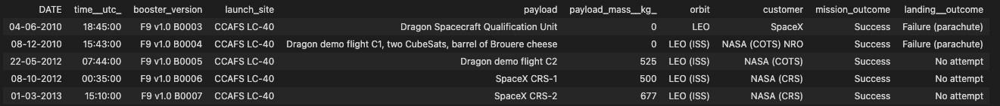 DATE time__utc_ booster_version launch_site payload payload_mass__kg_ orbit customer mission_outcome landing__outcome
04-06-2010 18:45:00 F9 v1.0 B0003 CCAFS LC-40 Dragon Spacecraft Qualification Unit 0 LEO SpaceX Success Failure (parachute)
08-12-2010 15:43:00 F9 v1.0 B0004 CCAFS LC-40 Dragon demo flight C1, two CubeSats, barrel of Brouere cheese 0 LEO (ISS) NASA (COTS) NRO Success Failure (parachute)
22-05-2012 07:44:00 F9 v1.0 B0005 CCAFS LC-40 Dragon demo flight C2 525 LEO (ISS) NASA (COTS) Success No attempt
08-10-2012 00:35:00 F9 v1.0 B0006 CCAFS LC-40 SpaceX CRS-1 500 LEO (ISS) NASA (CRS) Success No attempt
01-03-2013 15:10:00 F9 v1.0 B0007 CCAFS LC-40 SpaceX CRS-2 677 LEO (ISS) NASA (CRS) Success No attempt